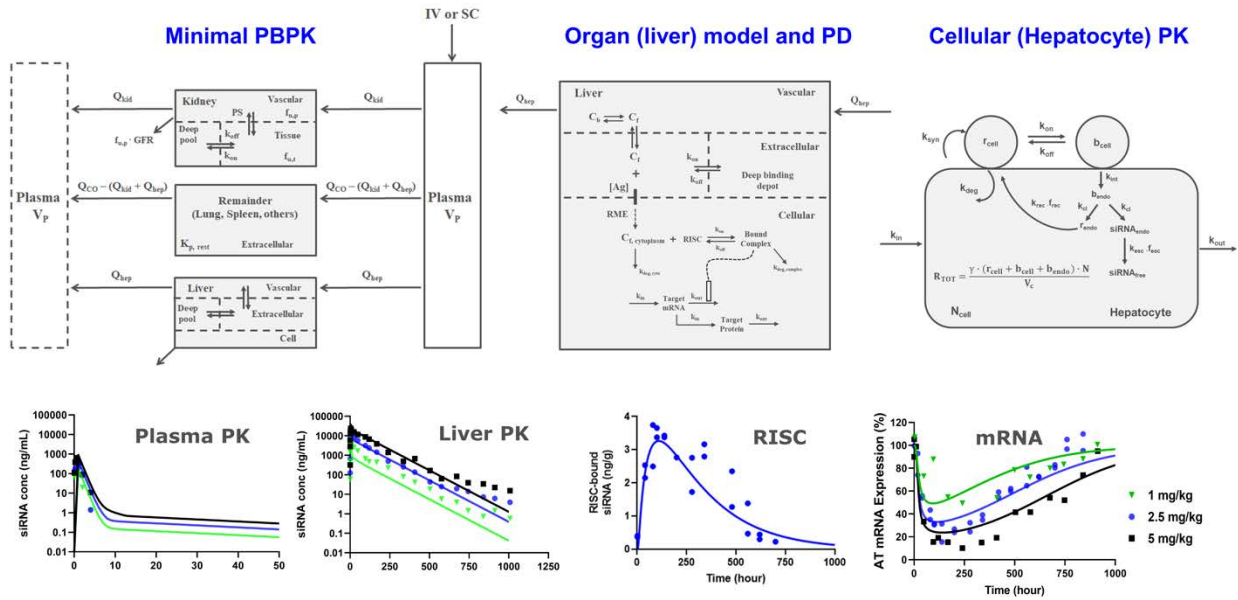 IV or SC
Minimal PBPK
Organ (liver) model and PD
Cellular (Hepatocyte) PK
Plasma
V_P
Q_kid
Kidney
Vascular
PS
f_u,p
Deep pool
k_off
k_on
Tissue
f_u,t
f_u,p · GFR
Q_kid
Q_CO – (Q_kid + Q_hep)
Remainder
(Lung, Spleen, others)
K_p, rest
Extracellular
Q_CO – (Q_kid + Q_hep)
Q_hep
Liver
Vascular
Deep pool
Extracellular
Cell
Q_hep
Plasma
V_P
Q_hep
Liver
Vascular
C_b
C_f
Extracellular
C_f
+
k_on
k_off
Deep binding
depot
[Ag]
Cellular
RME
C_f, cytoplasm
+
RISC
Bound
Complex
k_deg,complex
k_in
Target
mRNA
Target
Protein
Q_hep
k_syn
r_cell
k_on
k_off
b_cell
k_deg
k_int
b_endo
k_rec · f_rec
k_cl
k_cl
r_endo
siRNA_endo
k_esc · f_esc
siRNA_free
k_in
k_out
R_TOT = γ · (r_cell + b_cell + b_endo) · N
V_c
N_cell
Hepatocyte
Plasma PK
siRNA conc (ng/mL)
100000
10000
1000
100
10
1
0.1
0.01
0 10 20 30 40 50
Liver PK
siRNA conc (ng/mL)
100000
10000
1000
100
10
1
0.1
0.01
0 250 500 750 1000 1250
RISC
RISC-bound
siRNA (ng/g)
4
3
2
1
0
0 250 500 750 1000
Time (hour)
mRNA
AT mRNA Expression (%)
120
100
80
60
40
20
0
0 250 500 750 1000
Time (hour)
1 mg/kg
2.5 mg/kg
5 mg/kg